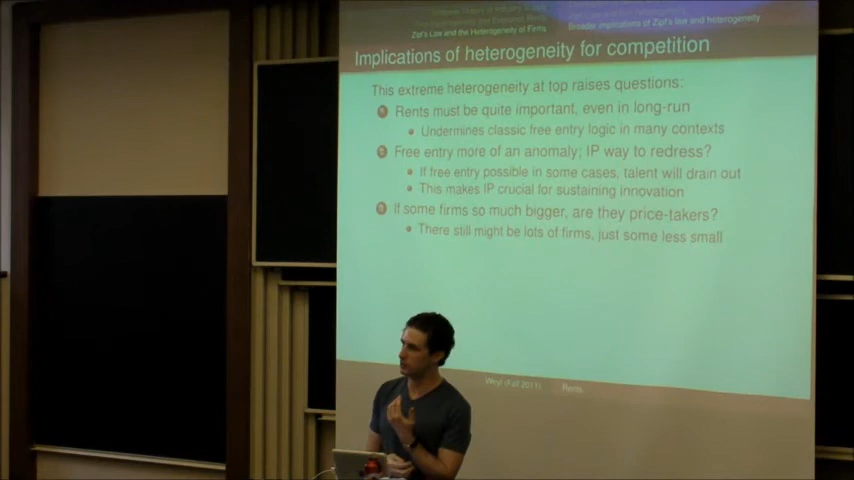 Zipf's Law and the Heterogeneity of Firms
Broader implications of Zipf's law and heterogeneity
Implications of heterogeneity for competition
This extreme heterogeneity at top raises questions:
Rents must be quite important, even in long-run
Undermines classic free entry logic in many contexts
Free entry more of an anomaly; IP way to redress?
If free entry possible in some cases, talent will drain out
This makes IP crucial for sustaining innovation
If some firms so much bigger, are they price-takers?
There still might be lots of firms, just some less small
Weyl (Fall 2011) Rents